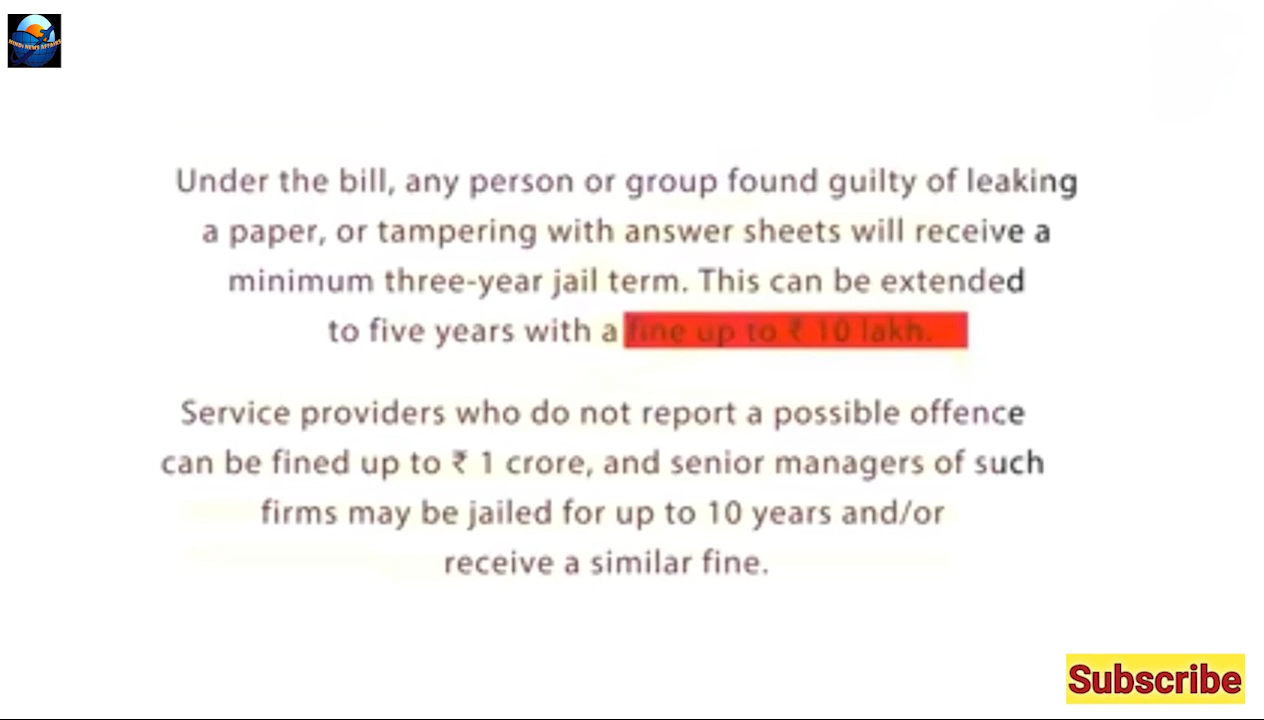 HINDI NEWS AFFAIRS
Under the bill, any person or group found guilty of leaking
a paper, or tampering with answer sheets will receive a
minimum three-year jail term. This can be extended
to five years with a fine up to ₹ 10 lakh.
Service providers who do not report a possible offence
can be fined up to ₹ 1 crore, and senior managers of such
firms may be jailed for up to 10 years and/or
receive a similar fine.
Subscribe